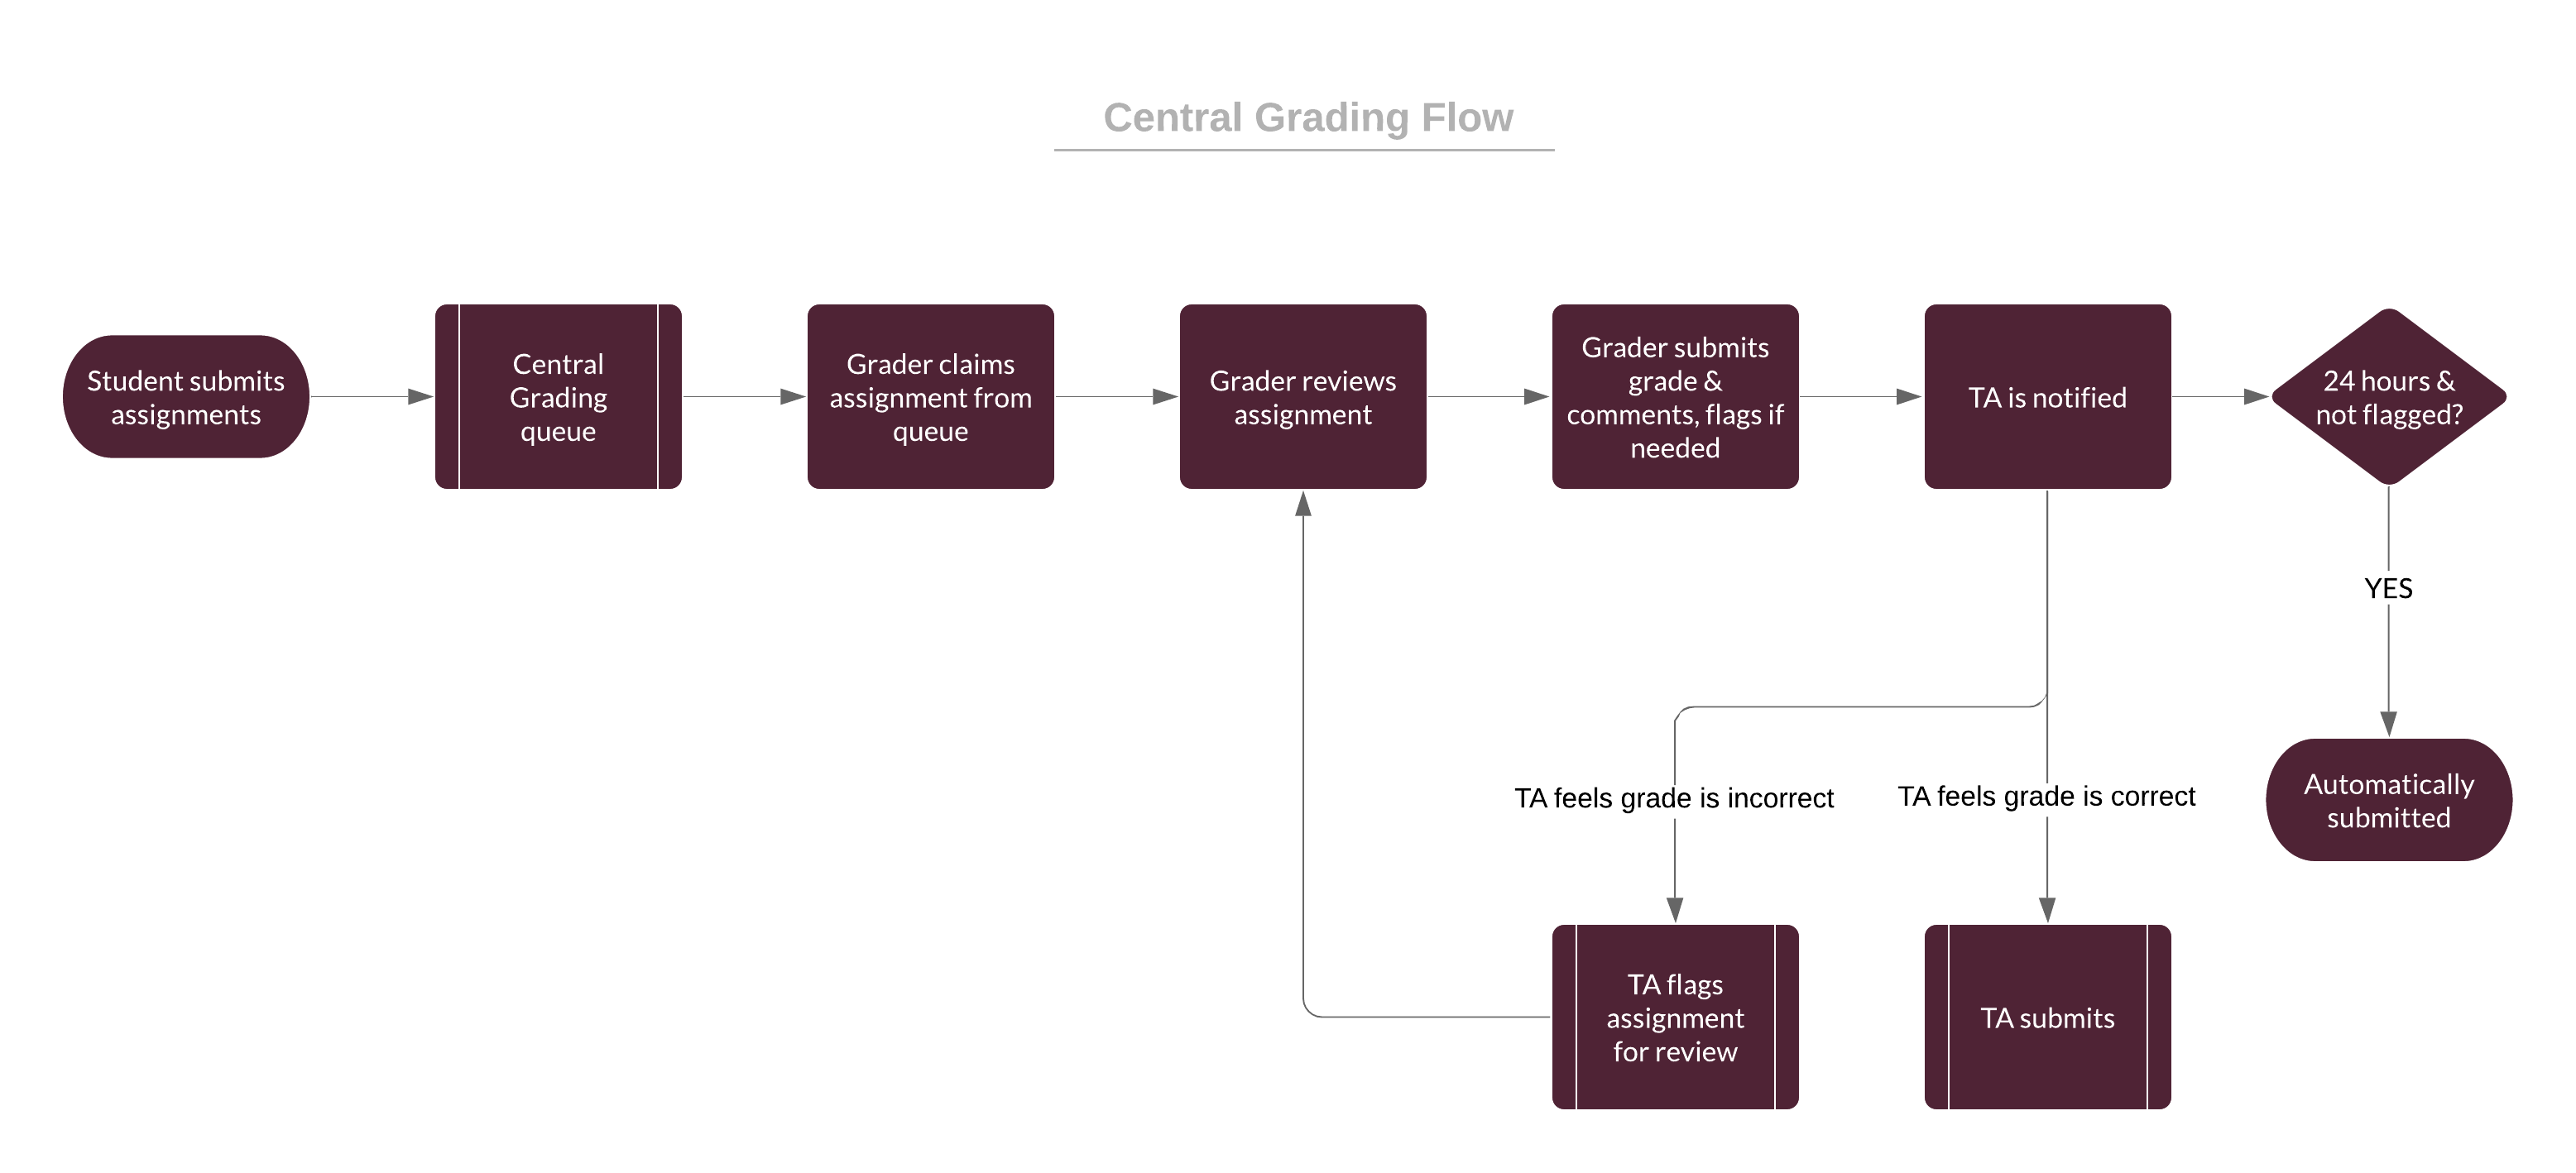 Central Grading Flow
Student submits
assignments
Central
Grading
queue
Grader claims
assignment from
queue
Grader reviews
assignment
Grader submits
grade &
comments, flags if
needed
TA is notified
24 hours &
not flagged?
YES
Automatically
submitted
TA feels grade is incorrect
TA feels grade is correct
TA flags
assignment
for review
TA submits